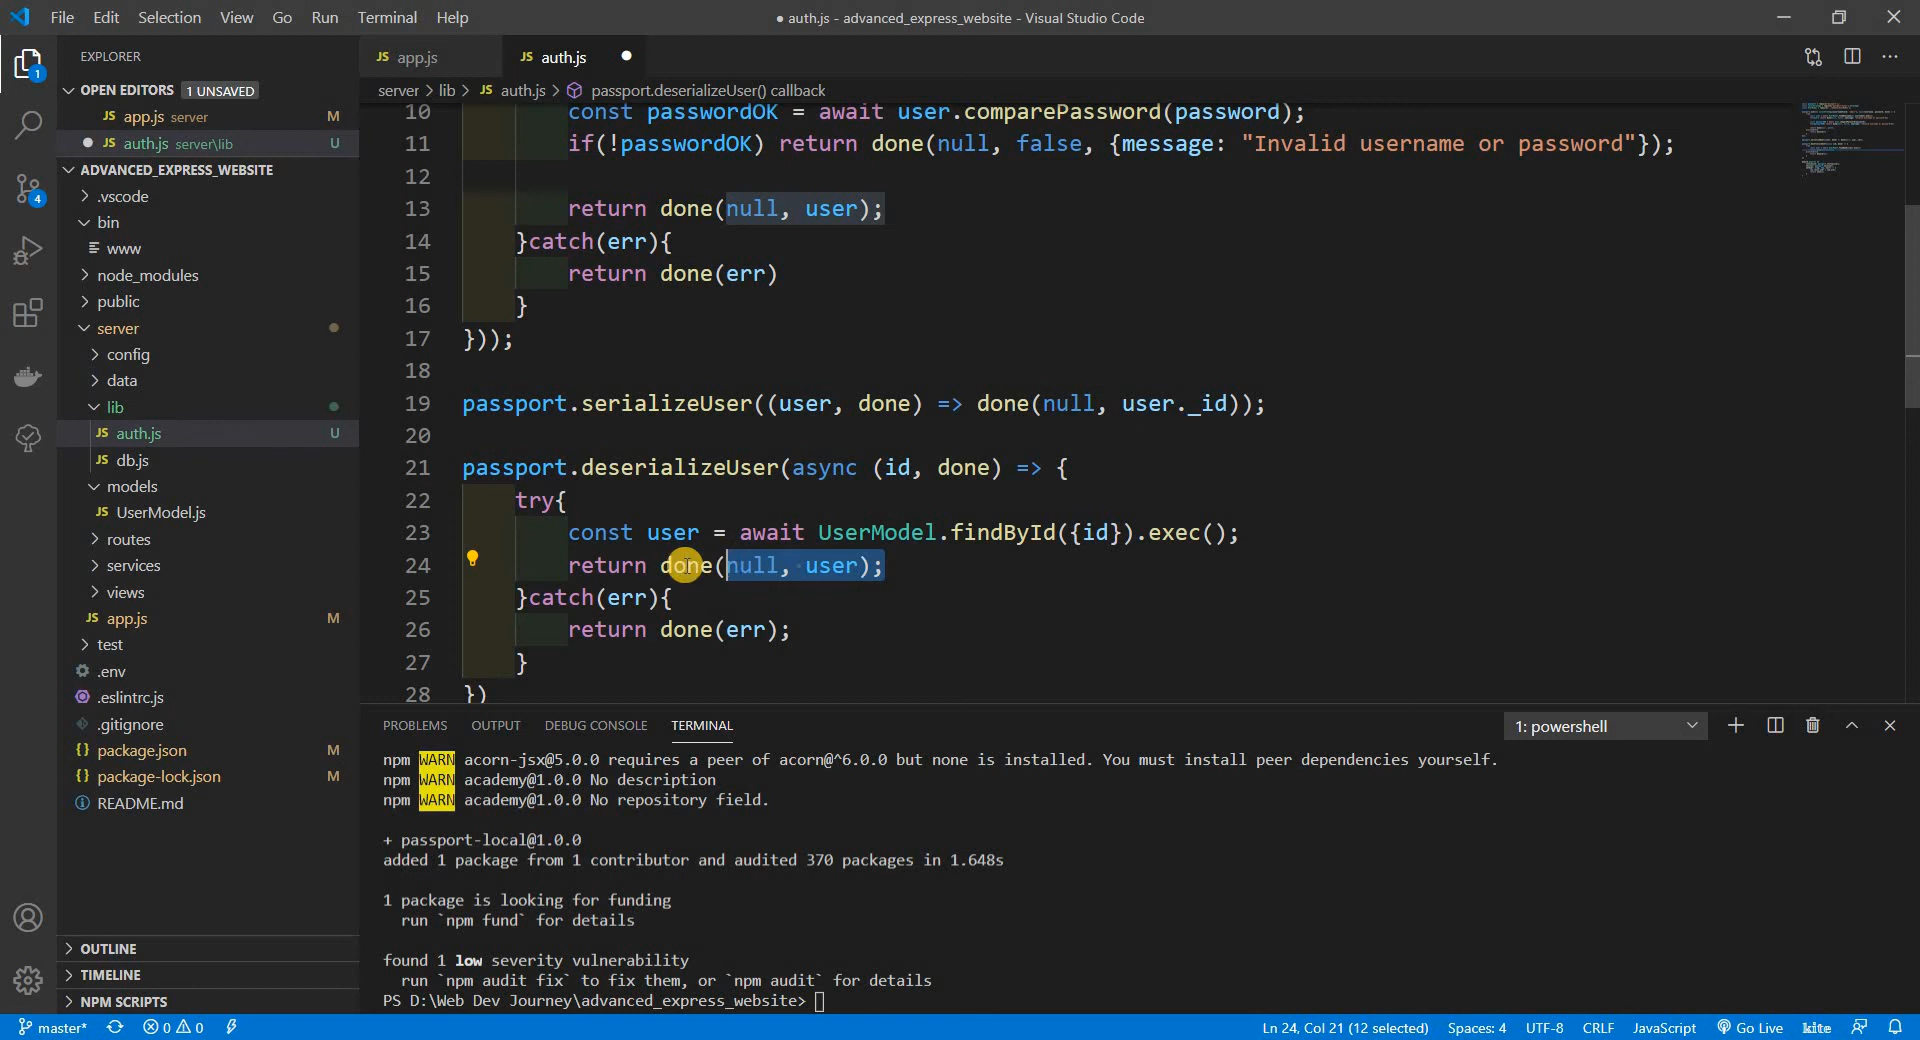 File Edit Selection View Go Run Terminal Help
● auth.js - advanced_express_website - Visual Studio Code
EXPLORER
JS app.js
JS auth.js
OPEN EDITORS 1 UNSAVED
JS app.js server M
JS auth.js server\lib U
ADVANCED_EXPRESS_WEBSITE
.vscode
bin
www
node_modules
public
server
config
data
lib
JS auth.js U
JS db.js
models
JS UserModel.js
routes
services
views
JS app.js M
test
.env
.eslintrc.js
.gitignore
{} package.json M
{} package-lock.json M
README.md
OUTLINE
TIMELINE
NPM SCRIPTS
1
4
server > lib > JS auth.js > passport.deserializeUser() callback
10 const passwordOK = await user.comparePassword(password);
11 if(!passwordOK) return done(null, false, {message: "Invalid username or password"});
12
13 return done(null, user);
14 }catch(err){
15 return done(err)
16 }
17 }));
18
19 passport.serializeUser((user, done) => done(null, user._id));
20
21 passport.deserializeUser(async (id, done) => {
22 try{
23 const user = await UserModel.findById({id}).exec();
24 return done(null, user);
25 }catch(err){
26 return done(err);
27 }
28 })
PROBLEMS OUTPUT DEBUG CONSOLE TERMINAL
1: powershell
npm WARN acorn-jsx@5.0.0 requires a peer of acorn@^6.0.0 but none is installed. You must install peer dependencies yourself.
npm WARN academy@1.0.0 No description
npm WARN academy@1.0.0 No repository field.
+ passport-local@1.0.0
added 1 package from 1 contributor and audited 370 packages in 1.648s
1 package is looking for funding
run `npm fund` for details
found 1 low severity vulnerability
run `npm audit fix` to fix them, or `npm audit` for details
PS D:\Web Dev Journey\advanced_express_website>
master* 0 0
Ln 24, Col 21 (12 selected) Spaces: 4 UTF-8 CRLF JavaScript Go Live kite